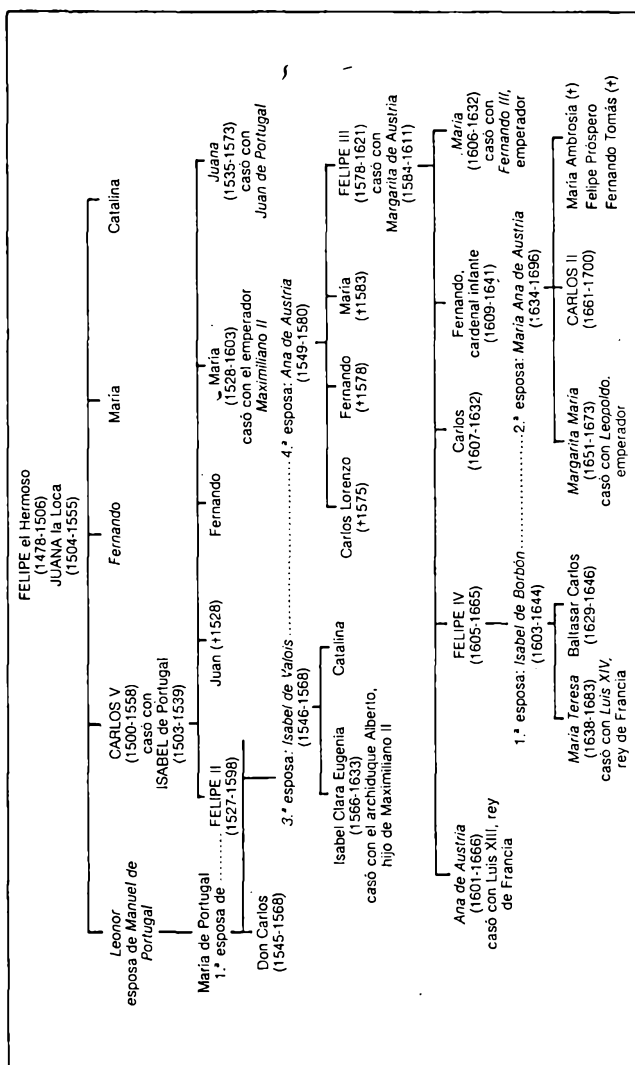 FELIPE el Hermoso
(1478-1506)
JUANA la Loca
(1504-1555)
Leonor
esposa de Manuel de
Portugal
CARLOS V
(1500-1558)
casó con
ISABEL de Portugal
(1503-1539)
Fernando
Maria
Catalina
Maria de Portugal
1.ª esposa de ..........
FELIPE II
(1527-1598)
Juan (†1528)
Fernando
Maria
(1528-1603)
casó con el emperador
Maximiliano II
Juana
(1535-1573)
casó con
Juan de Portugal
Don Carlos
(1545-1568)
3.ª esposa: Isabel de Valois
(1546-1568)
4.ª esposa: Ana de Austria
(1549-1580)
Isabel Clara Eugenia
(1566-1633)
casó con el archiduque Alberto,
hijo de Maximiliano II
Catalina
Carlos Lorenzo
(†1575)
Fernando
(†1578)
Maria
(†1583)
FELIPE III
(1578-1621)
casó con
Margarita de Austria
(1584-1611)
Ana de Austria
(1601-1666)
casó con Luis XIII, rey
de Francia
FELIPE IV
(1605-1665)
Carlos
(1607-1632)
Fernando,
cardenal infante
(1609-1641)
Maria
(1606-1632)
casó con
Fernando III,
emperador
1.ª esposa: Isabel de Borbón
(1603-1644)
2.ª esposa: Maria Ana de Austria
(1634-1696)
Maria Teresa
(1638-1683)
casó con Luis XIV,
rey de Francia
Baltasar Carlos
(1629-1646)
Margarita Maria
(1651-1673)
casó con Leopoldo.
emperador
CARLOS II
(1661-1700)
Maria Ambrosia (†)
Felipe Próspero
Fernando Tomás (†)